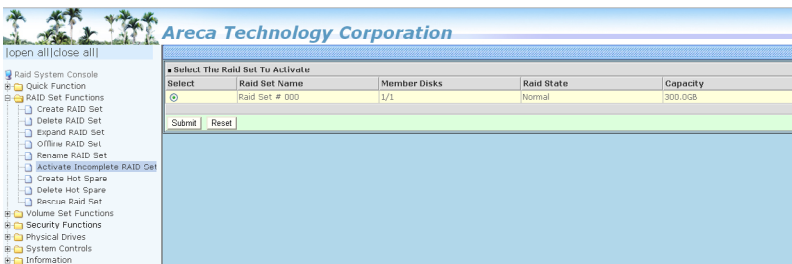 Areca Technology Corporation
|open all|close all|
Raid System Console
Quick Function
RAID Set Functions
Create RAID Set
Delete RAID Set
Expand RAID Set
Offline RAID Set
Rename RAID Set
Activate Incomplete RAID Set
Create Hot Spare
Delete Hot Spare
Rescue Raid Set
Volume Set Functions
Security Functions
Physical Drives
System Controls
Information
Select The Raid Set To Activate
Select Raid Set Name Member Disks Raid State Capacity
Raid Set # 000 1/1 Normal 300.0GB
Submit Reset